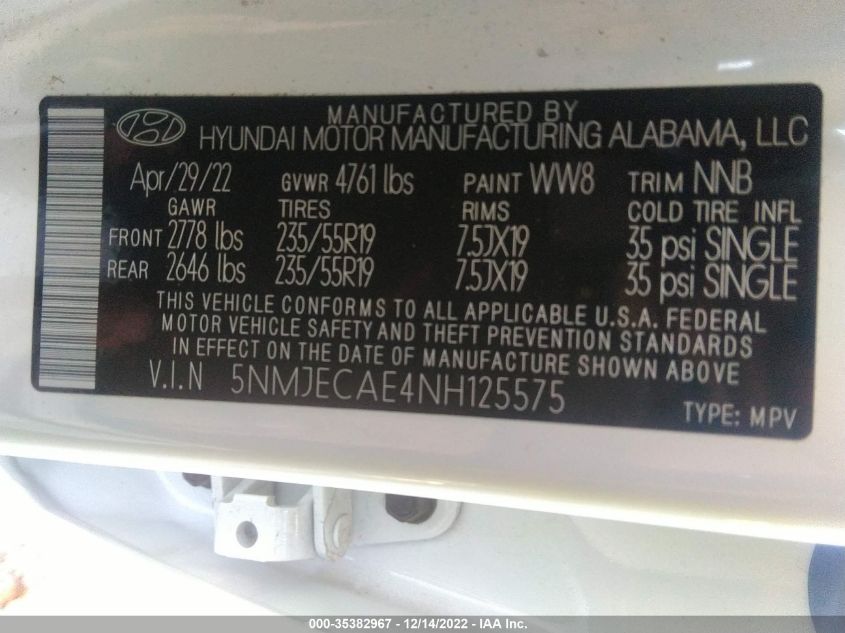 MANUFACTURED BY
HYUNDAI MOTOR MANUFACTURING ALABAMA, LLC
Apr/29/22 GVWR 4761 lbs PAINT WW8 TRIM NNB
GAWR TIRES RIMS COLD TIRE INFL
FRONT 2778 lbs 235/55R19 7.5JX19 35 psi SINGLE
REAR 2646 lbs 235/55R19 7.5JX19 35 psi SINGLE
THIS VEHICLE CONFORMS TO ALL APPLICABLE U.S.A. FEDERAL
MOTOR VEHICLE SAFETY AND THEFT PREVENTION STANDARDS
IN EFFECT ON THE DATE OF MANUFACTURE SHOWN ABOVE
V.I.N 5NMJECAE4NH125575
TYPE: MPV
000-35382967 - 12/14/2022 - IAA Inc.